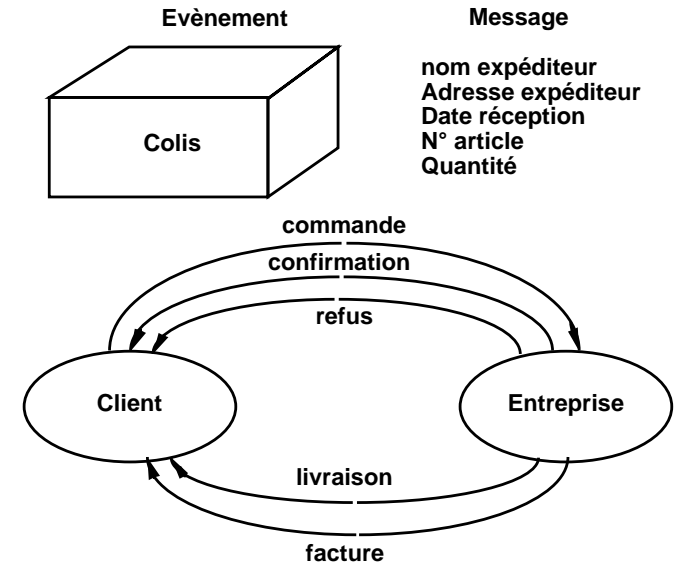 Evènement
Message
nom expéditeur
Adresse expéditeur
Date réception
N° article
Quantité
Colis
commande
confirmation
refus
Client
Entreprise
livraison
facture